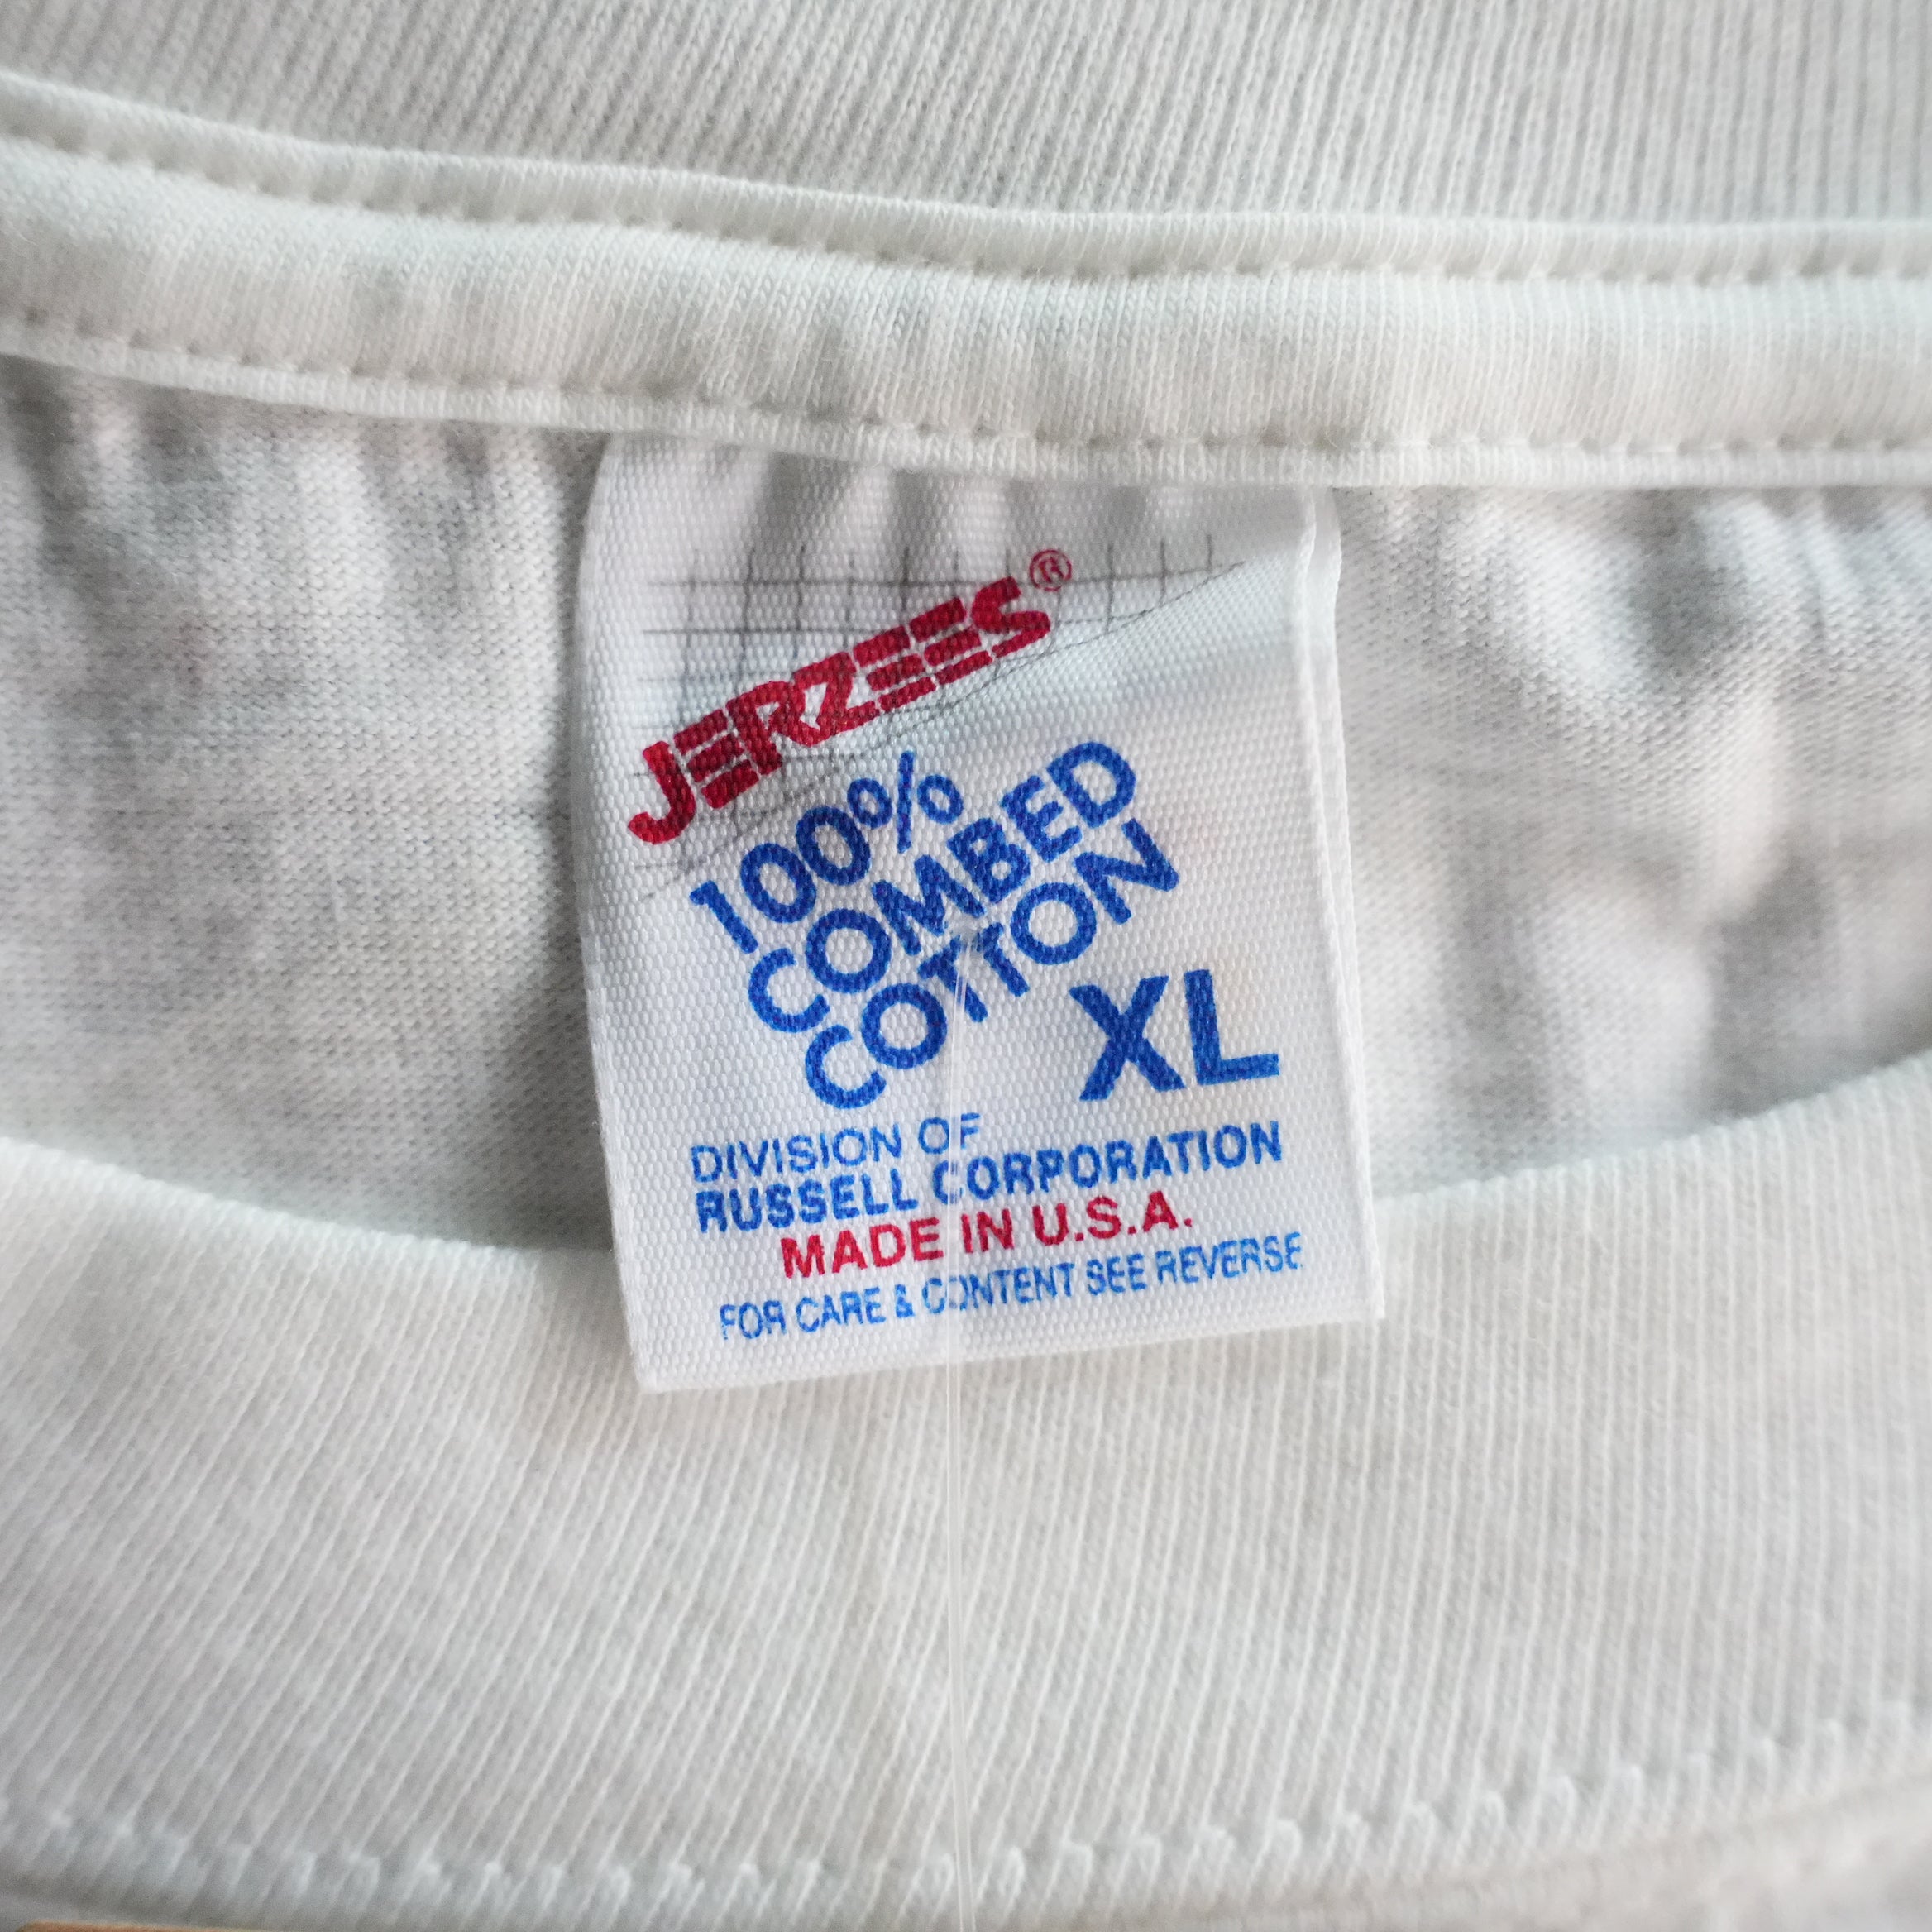 JERZEES®
100%
COMBED
COTTON
XL
DIVISION OF
RUSSELL CORPORATION
MADE IN U.S.A.
FOR CARE & CONTENT SEE REVERSE